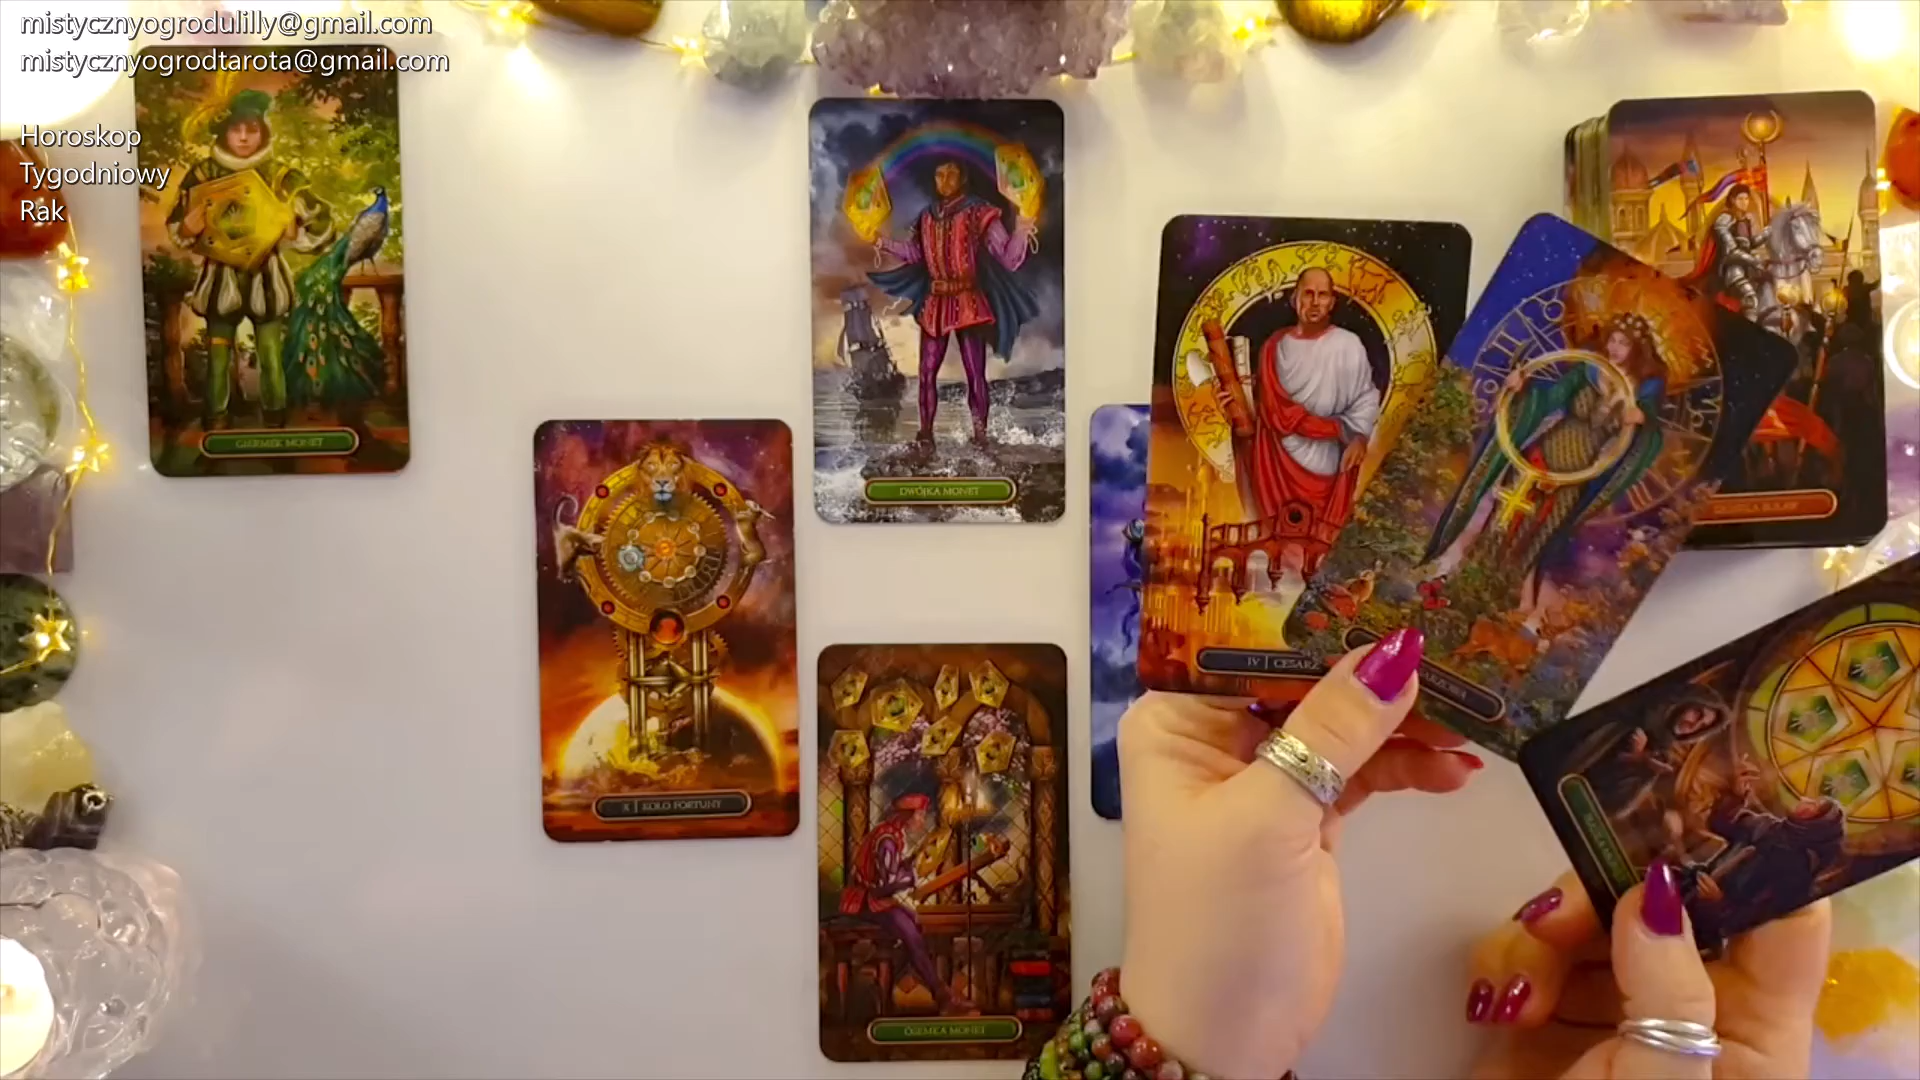 mistycznyogrodulilly@gmail.com
mistycznyogrodtarota@gmail.com
Horoskop
Tygodniowy
Rak
GIERMEK MONET
DWÓJKA MONET
X | KOŁO FORTUNY
ÓSEMKA MONET
IV | CESARZ